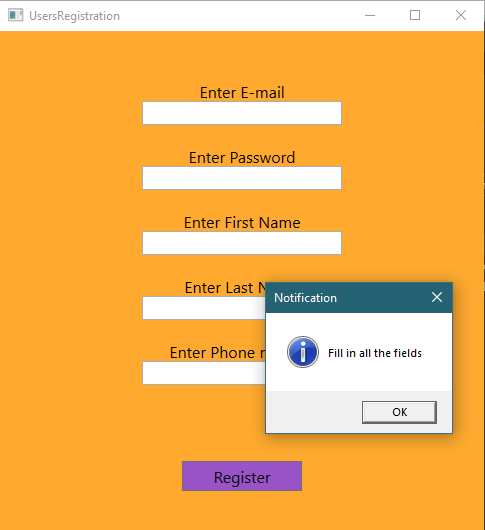 UsersRegistration
Enter E-mail
Enter Password
Enter First Name
Enter Last
Enter Phone
Notification
Fill in all the fields
OK
Register